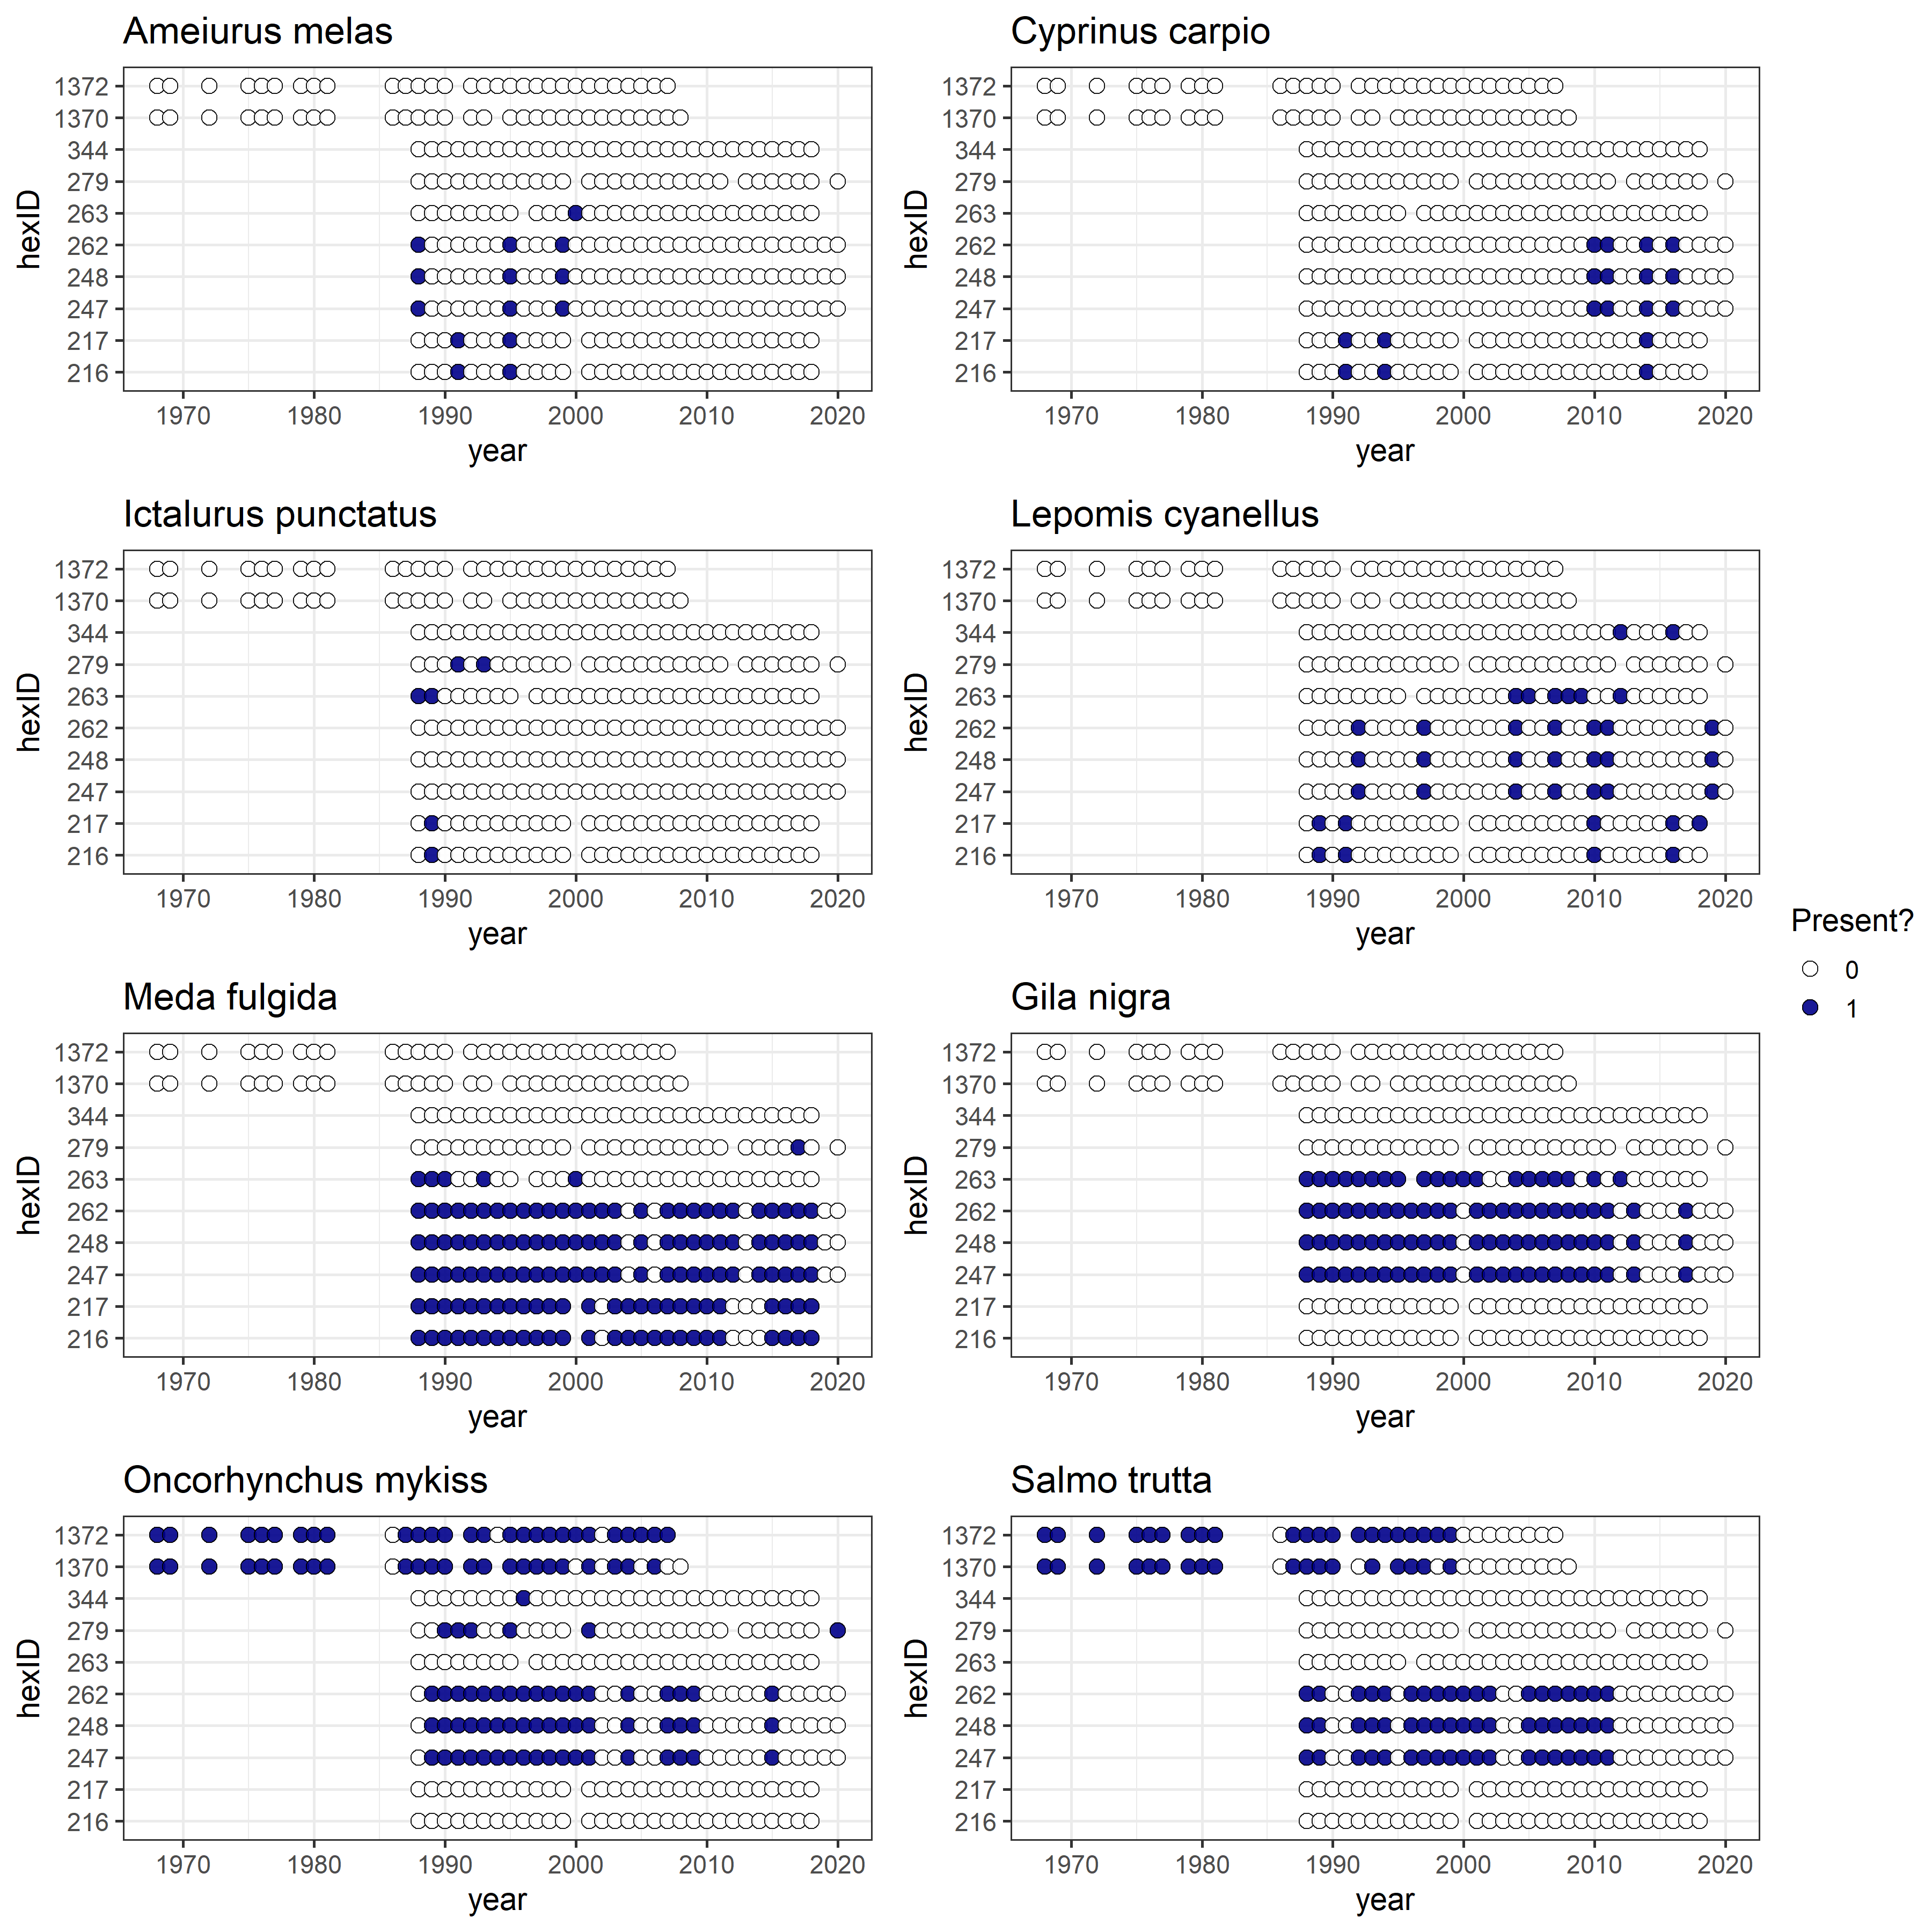 Ameiurus melas
hexID
1372
1370
344
279
263
262
248
247
217
216
1970 1980 1990 2000 2010 2020
year
Cyprinus carpio
hexID
1372
1370
344
279
263
262
248
247
217
216
1970 1980 1990 2000 2010 2020
year
Ictalurus punctatus
hexID
1372
1370
344
279
263
262
248
247
217
216
1970 1980 1990 2000 2010 2020
year
Lepomis cyanellus
hexID
1372
1370
344
279
263
262
248
247
217
216
1970 1980 1990 2000 2010 2020
year
Meda fulgida
hexID
1372
1370
344
279
263
262
248
247
217
216
1970 1980 1990 2000 2010 2020
year
Gila nigra
hexID
1372
1370
344
279
263
262
248
247
217
216
1970 1980 1990 2000 2010 2020
year
Oncorhynchus mykiss
hexID
1372
1370
344
279
263
262
248
247
217
216
1970 1980 1990 2000 2010 2020
year
Salmo trutta
hexID
1372
1370
344
279
263
262
248
247
217
216
1970 1980 1990 2000 2010 2020
year
Present?
0
1